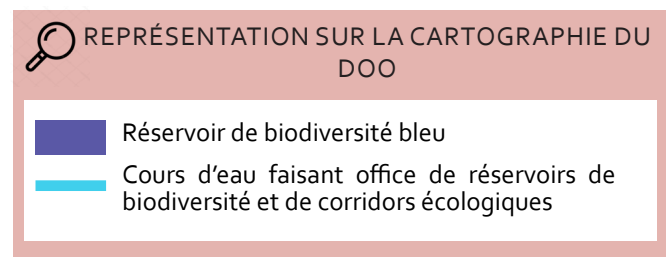 REPRÉSENTATION SUR LA CARTOGRAPHIE DU
DOO
Réservoir de biodiversité bleu
Cours d'eau faisant office de réservoirs de
biodiversité et de corridors écologiques